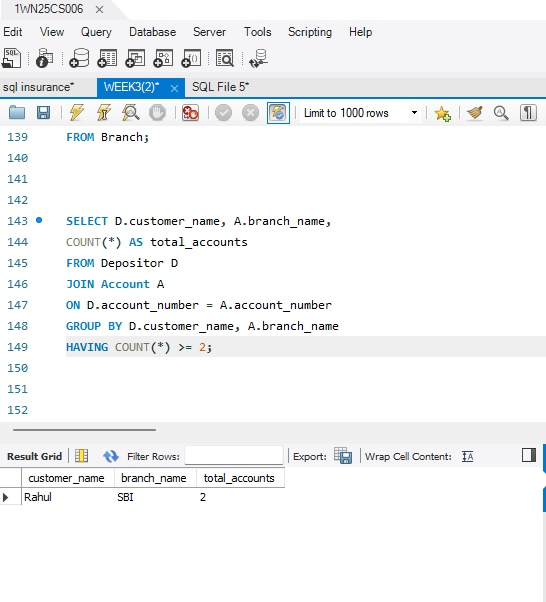 1WN25CS006
Edit View Query Database Server Tools Scripting Help
SQL
sql insurance* WEEK3(2)* SQL File 5*
Limit to 1000 rows
139 FROM Branch;
140
141
142
143 SELECT D.customer_name, A.branch_name,
144 COUNT(*) AS total_accounts
145 FROM Depositor D
146 JOIN Account A
147 ON D.account_number = A.account_number
148 GROUP BY D.customer_name, A.branch_name
149 HAVING COUNT(*) >= 2;
150
151
152
Result Grid Filter Rows: Export: Wrap Cell Content:
customer_name branch_name total_accounts
Rahul SBI 2